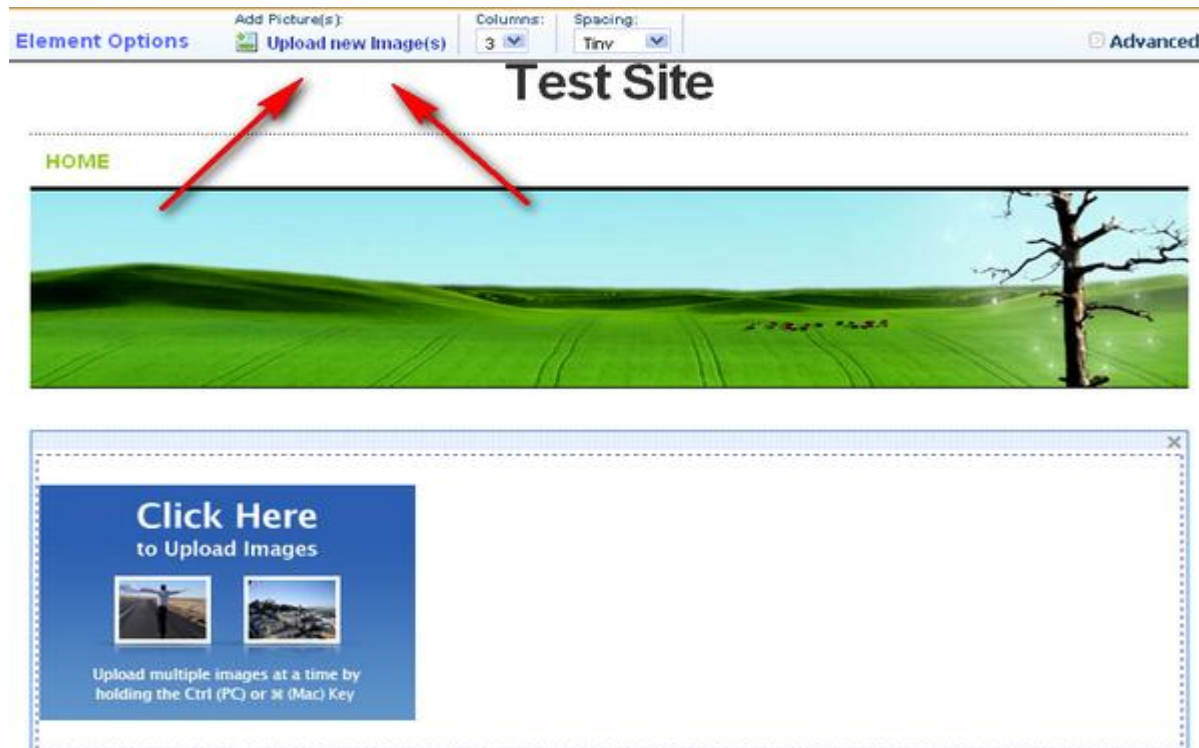 Add Picture(s): Columns: Spacing:
Element Options Upload new Image(s) 3 Tiny Advanced
Test Site
HOME
Click Here
to Upload Images
Upload multiple images at a time by
holding the Ctrl (PC) or ⌘ (Mac) Key